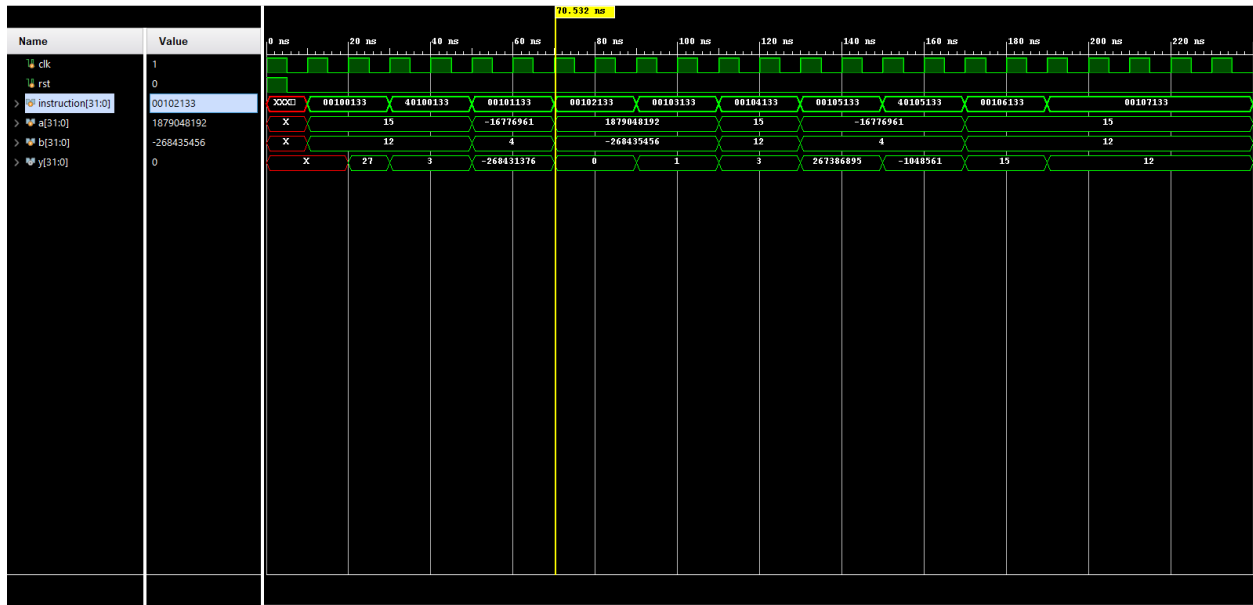 70.532 ns
Name Value
0 ns 20 ns 40 ns 60 ns 80 ns 100 ns 120 ns 140 ns 160 ns 180 ns 200 ns 220 ns
clk 1
rst 0
> instruction[31:0] 00102133 XXX 00100133 40100133 00101133 00102133 00103133 00104133 00105133 40105133 00106133 00107133
> a[31:0] 1879048192 X 15 -16776961 1879048192 15 -16776961 15
> b[31:0] -268435456 X 12 4 -268435456 12 4 12
> y[31:0] 0 X 27 3 -268431376 0 1 3 267386895 -1048561 15 12